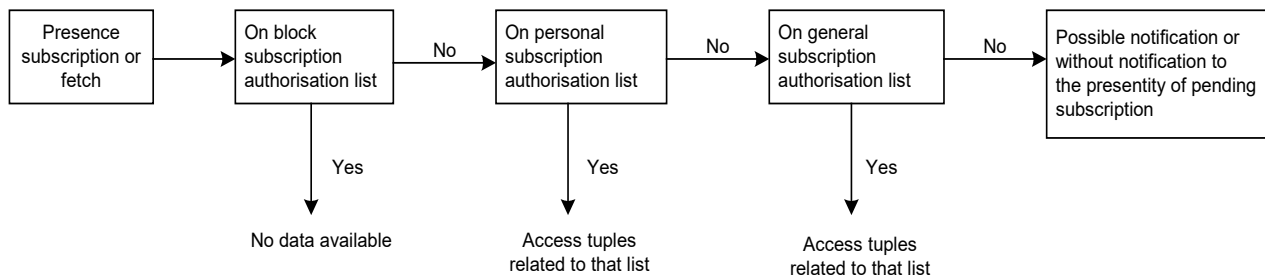 Presence
subscription or
fetch
On block
subscription
authorisation list
No
On personal
subscription
authorisation list
No
On general
subscription
authorisation list
No
Possible notification or
without notification to
the presentity of pending
subscription
Yes
Yes
Yes
No data available
Access tuples
related to that list
Access tuples
related to that list